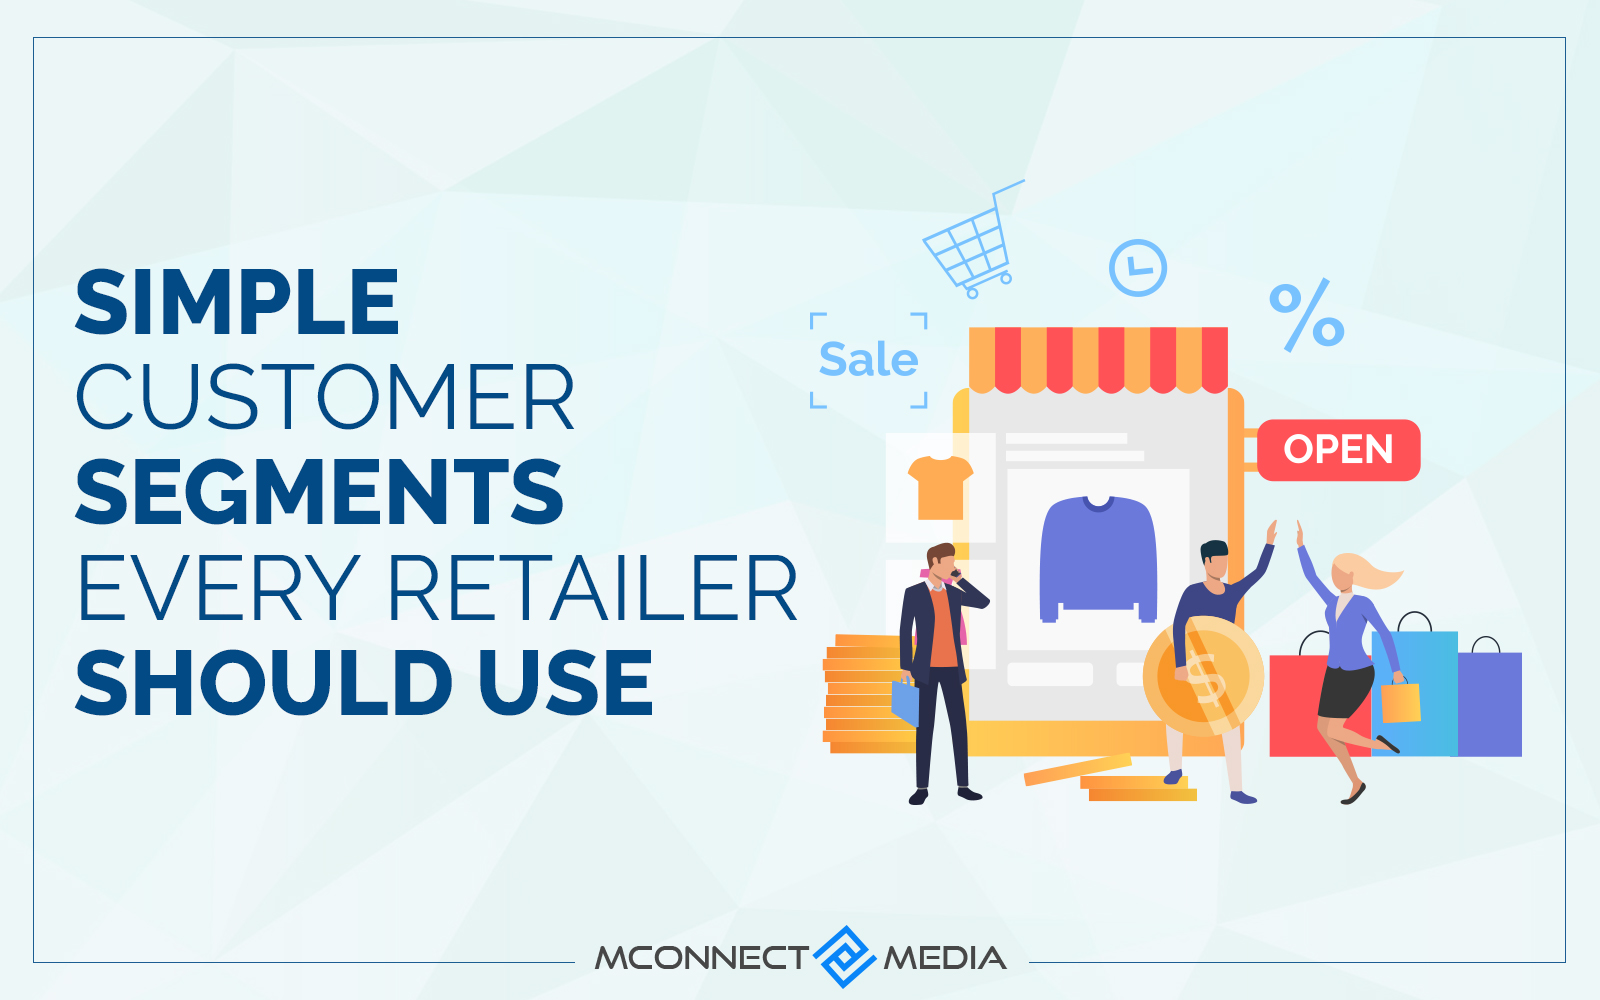 SIMPLE
CUSTOMER
SEGMENTS
EVERY RETAILER
SHOULD USE
Sale
%
OPEN
$
MCONNECT MEDIA